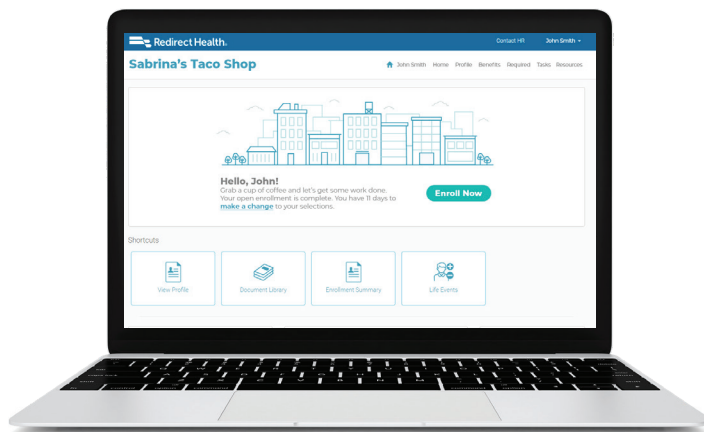 Redirect Health.
Contact HR
John Smith
Sabrina's Taco Shop
John Smith Home Profile Benefits Required Tasks Resources
Hello, John!
Grab a cup of coffee and let's get some work done.
Your open enrollment is complete. You have 11 days to
make a change to your selections.
Enroll Now
Shortcuts
View Profile
Document Library
Enrollment Summary
Life Events